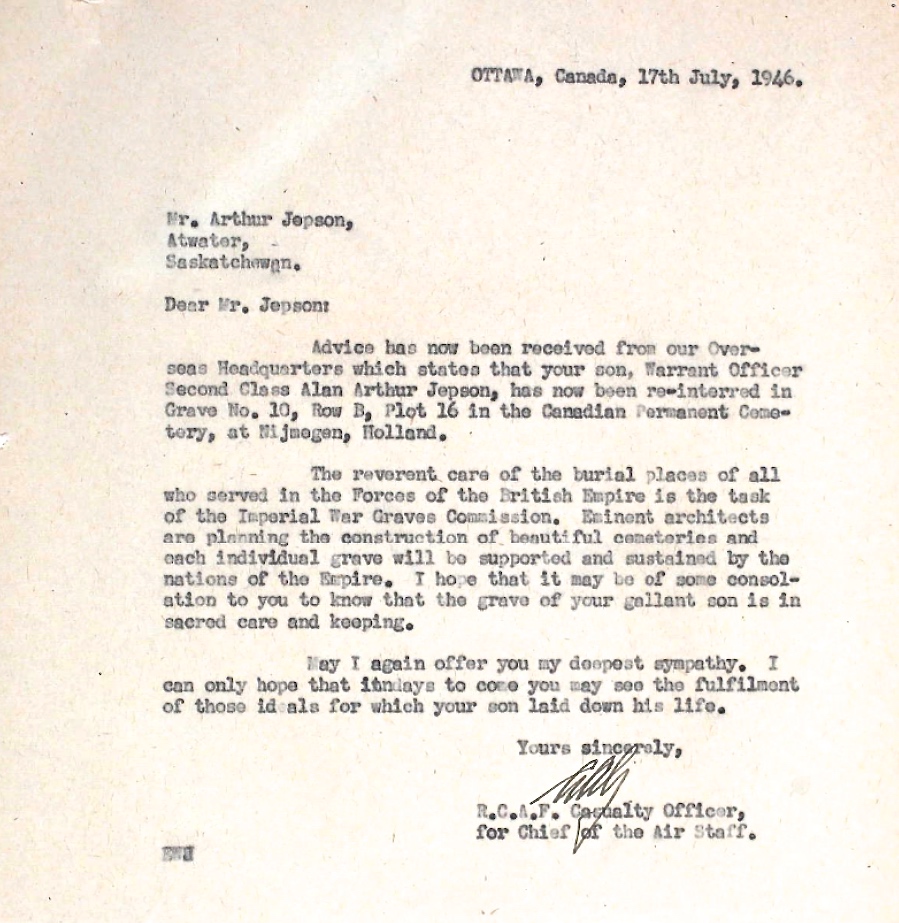 OTTAWA, Canada, 17th July, 1946.
Mr. Arthur Jepson,
Atwater,
Saskatchewan.
Dear Mr. Jepson:
Advice has now been received from our Over-
seas Headquarters which states that your son, Warrant Officer
Second Class Alan Arthur Jepson, has now been re-interred in
Grave No. 10, Row B, Plot 16 in the Canadian Permanent Ceme-
tery, at Nijmegen, Holland.
The reverent care of the burial places of all
who served in the Forces of the British Empire is the task
of the Imperial War Graves Commission. Eminent architects
are planning the construction of beautiful cemeteries and
each individual grave will be supported and sustained by the
nations of the Empire. I hope that it may be of some consol-
ation to you to know that the grave of your gallant son is in
sacred care and keeping.
May I again offer you my deepest sympathy. I
can only hope that itndays to come you may see the fulfilment
of those ideals for which your son laid down his life.
Yours sincerely,
R.C.A.F. Casualty Officer,
for Chief of the Air Staff.